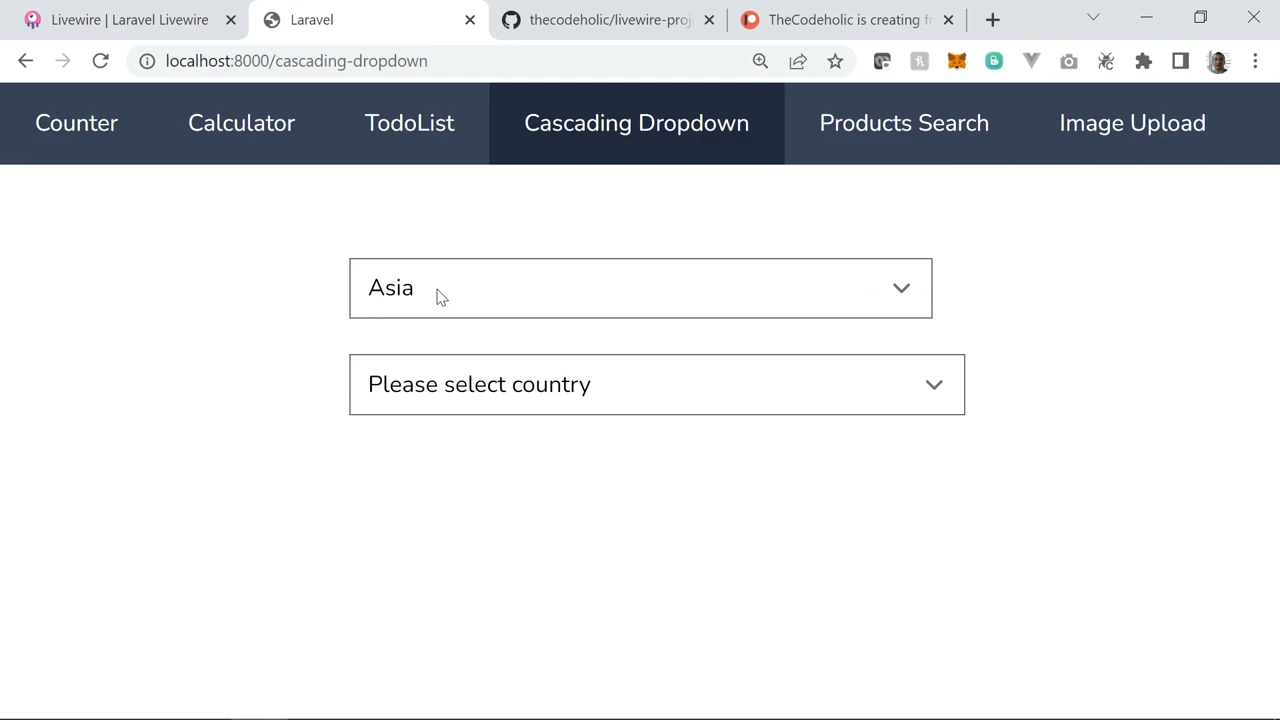 Livewire | Laravel Livewire
Laravel
thecodeholic/livewire-proj
TheCodeholic is creating fr
localhost:8000/cascading-dropdown
Counter
Calculator
TodoList
Cascading Dropdown
Products Search
Image Upload
Asia
Please select country